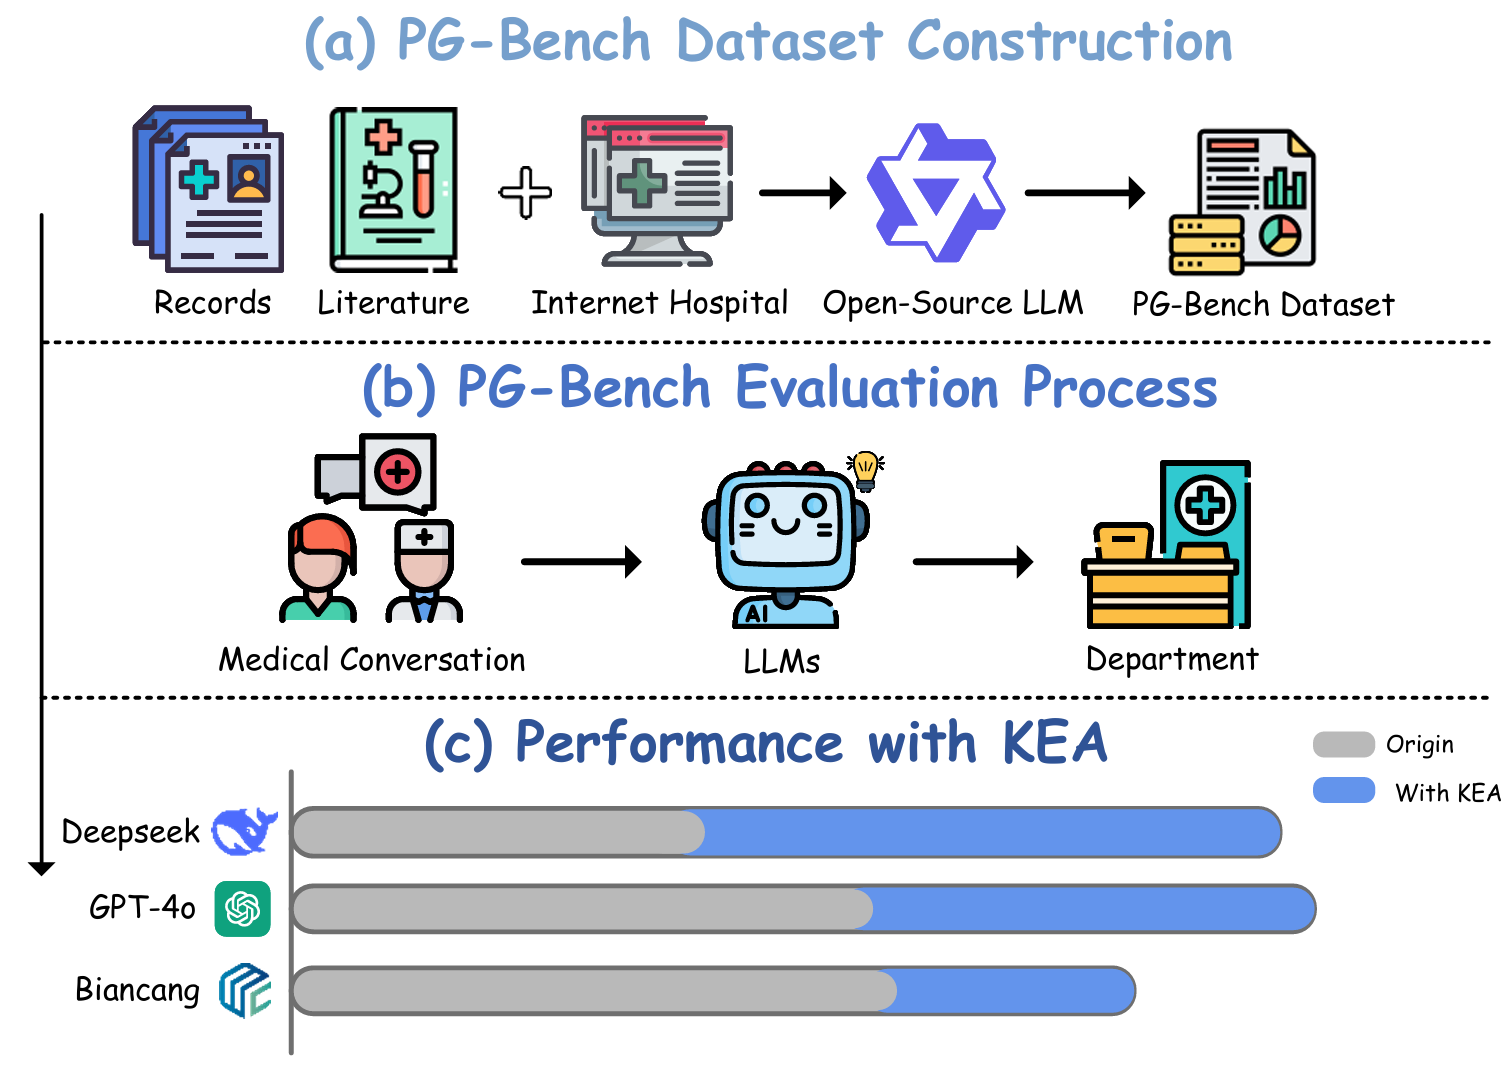 (a) PG-Bench Dataset Construction
Records
Literature
Internet Hospital
Open-Source LLM
PG-Bench Dataset
(b) PG-Bench Evaluation Process
AI
Medical Conversation
LLMs
Department
(c) Performance with KEA
Origin
With KEA
Deepseek
GPT-4o
Biancang